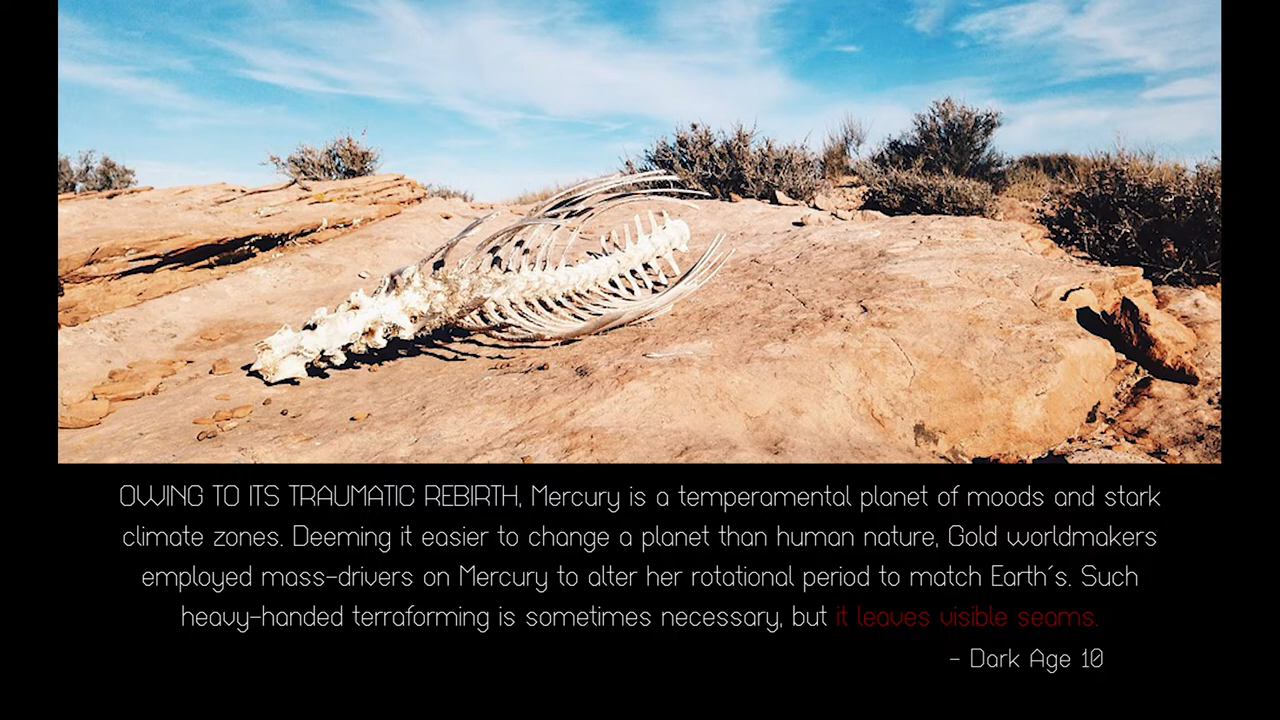 OWING TO ITS TRAUMATIC REBIRTH, Mercury is a temperamental planet of moods and stark
climate zones. Deeming it easier to change a planet than human nature, Gold worldmakers
employed mass-drivers on Mercury to alter her rotational period to match Earth´s. Such
heavy-handed terraforming is sometimes necessary, but it leaves visible seams.
- Dark Age 10